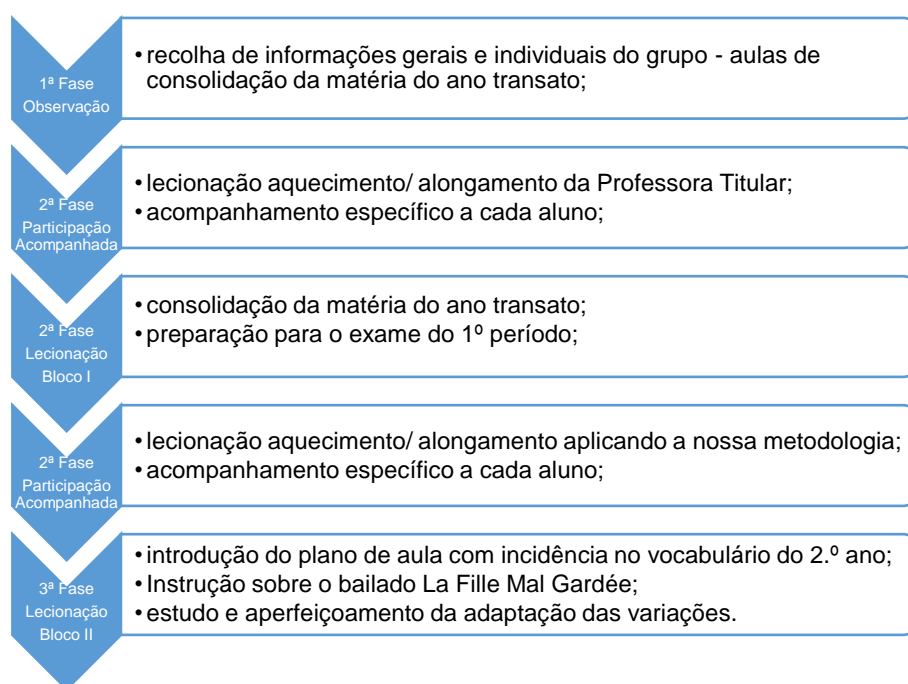 1ª Fase
Observação
• recolha de informações gerais e individuais do grupo - aulas de
consolidação da matéria do ano transato;
2ª Fase
Participação
Acompanhada
• lecionação aquecimento/ alongamento da Professora Titular;
• acompanhamento específico a cada aluno;
2ª Fase
Lecionação
Bloco I
• consolidação da matéria do ano transato;
• preparação para o exame do 1º período;
2ª Fase
Participação
Acompanhada
• lecionação aquecimento/ alongamento aplicando a nossa metodologia;
• acompanhamento específico a cada aluno;
3ª Fase
Lecionação
Bloco II
• introdução do plano de aula com incidência no vocabulário do 2.º ano;
• Instrução sobre o bailado La Fille Mal Gardée;
• estudo e aperfeiçoamento da adaptação das variações.